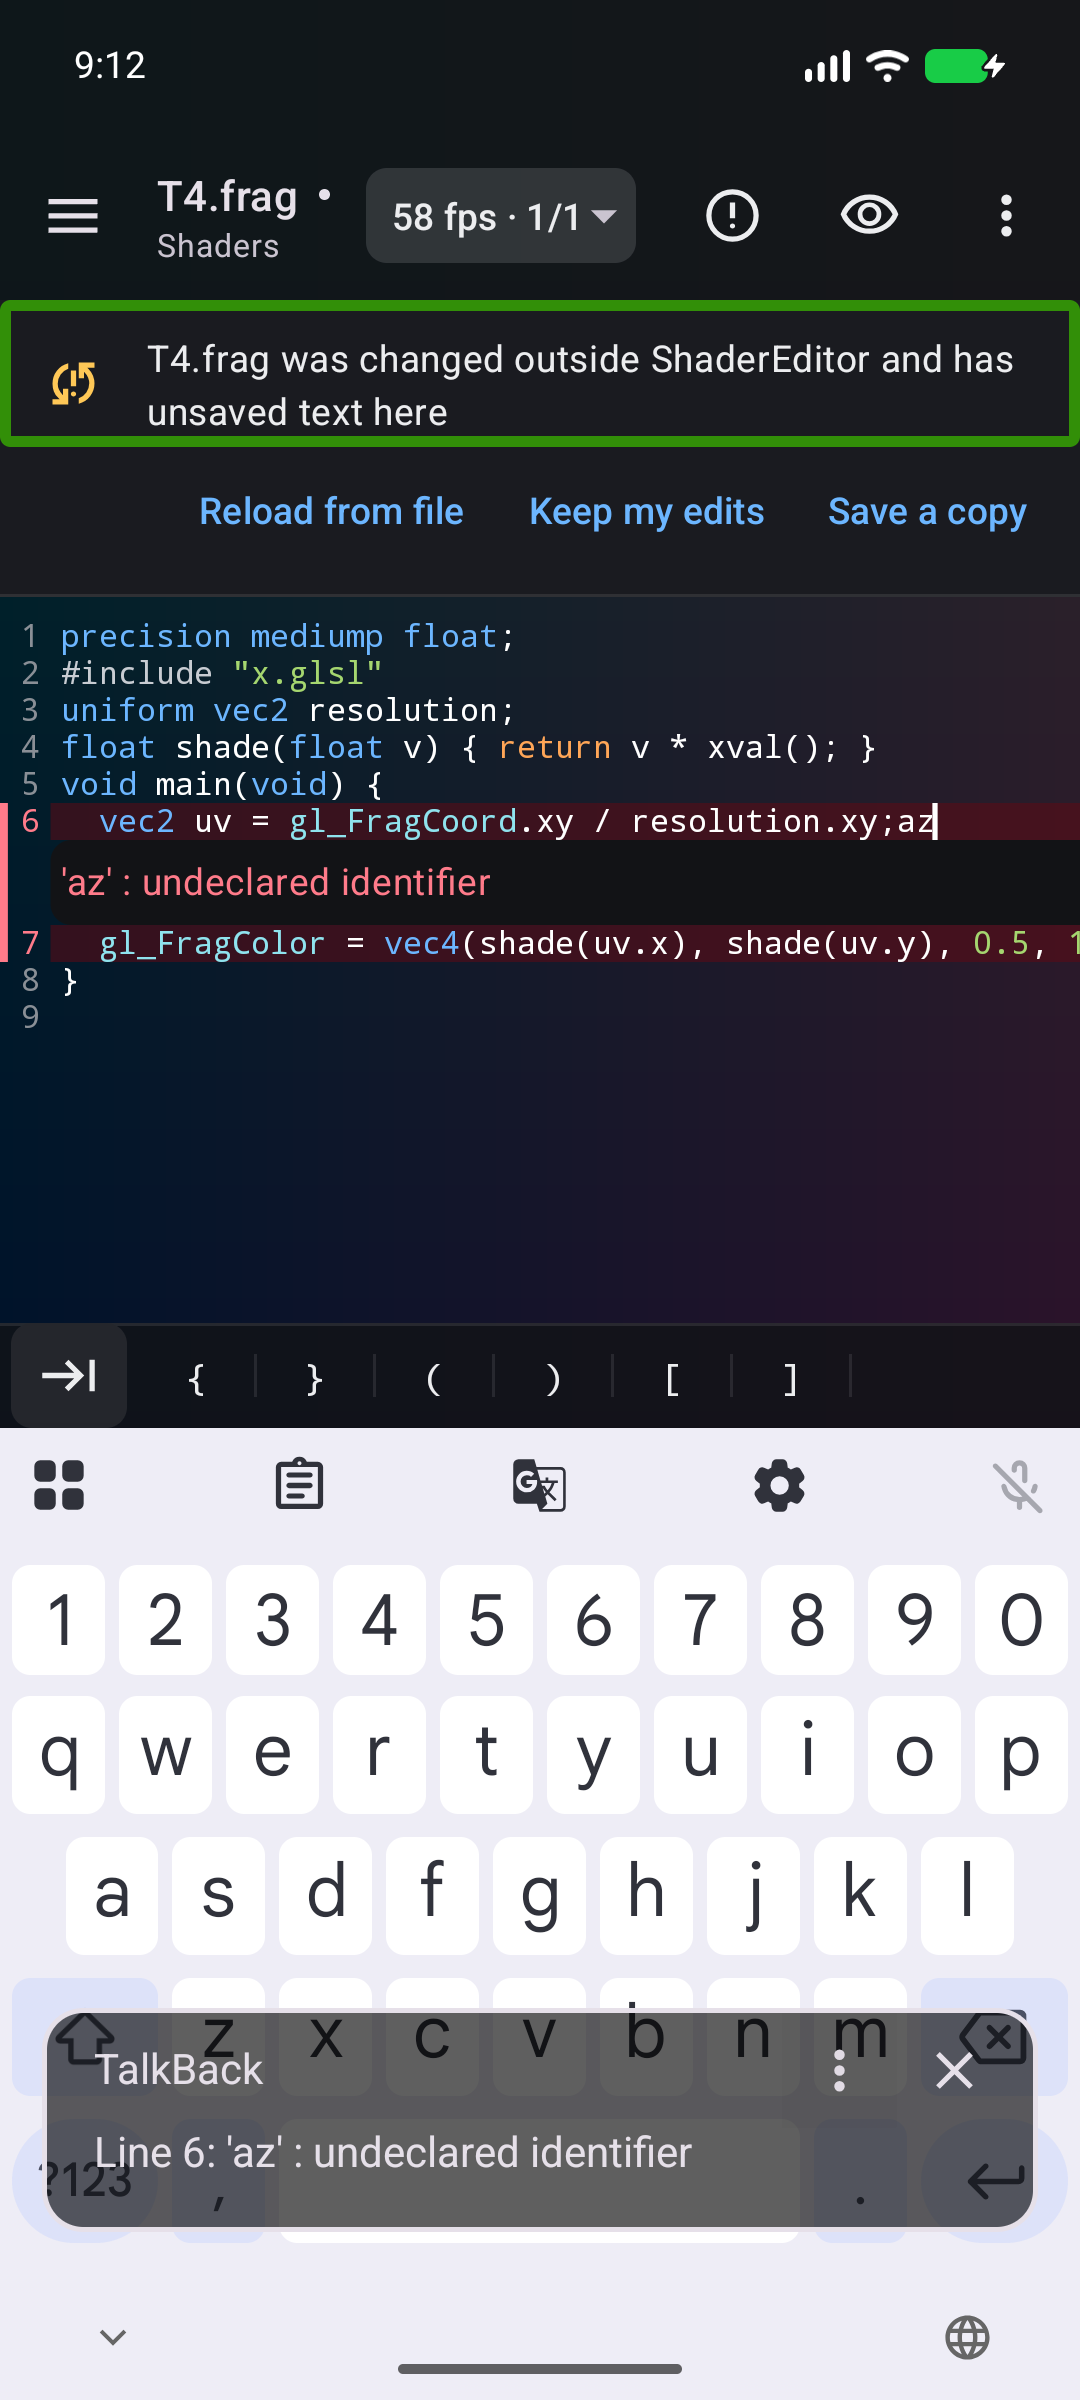 9:12
T4.frag •
Shaders
58 fps · 1/1
T4.frag was changed outside ShaderEditor and has
unsaved text here
Reload from file Keep my edits Save a copy
1 precision mediump float;
2 #include "x.glsl"
3 uniform vec2 resolution;
4 float shade(float v) { return v * xval(); }
5 void main(void) {
6 vec2 uv = gl_FragCoord.xy / resolution.xy;az
'az' : undeclared identifier
7 gl_FragColor = vec4(shade(uv.x), shade(uv.y), 0.5, 1
8 }
9
{ } ( ) [ ]
G 文
1 2 3 4 5 6 7 8 9 0
q w e r t y u i o p
a s d f g h j k l
z x c v b n m
TalkBack
Line 6: 'az' : undeclared identifier
?123 , .